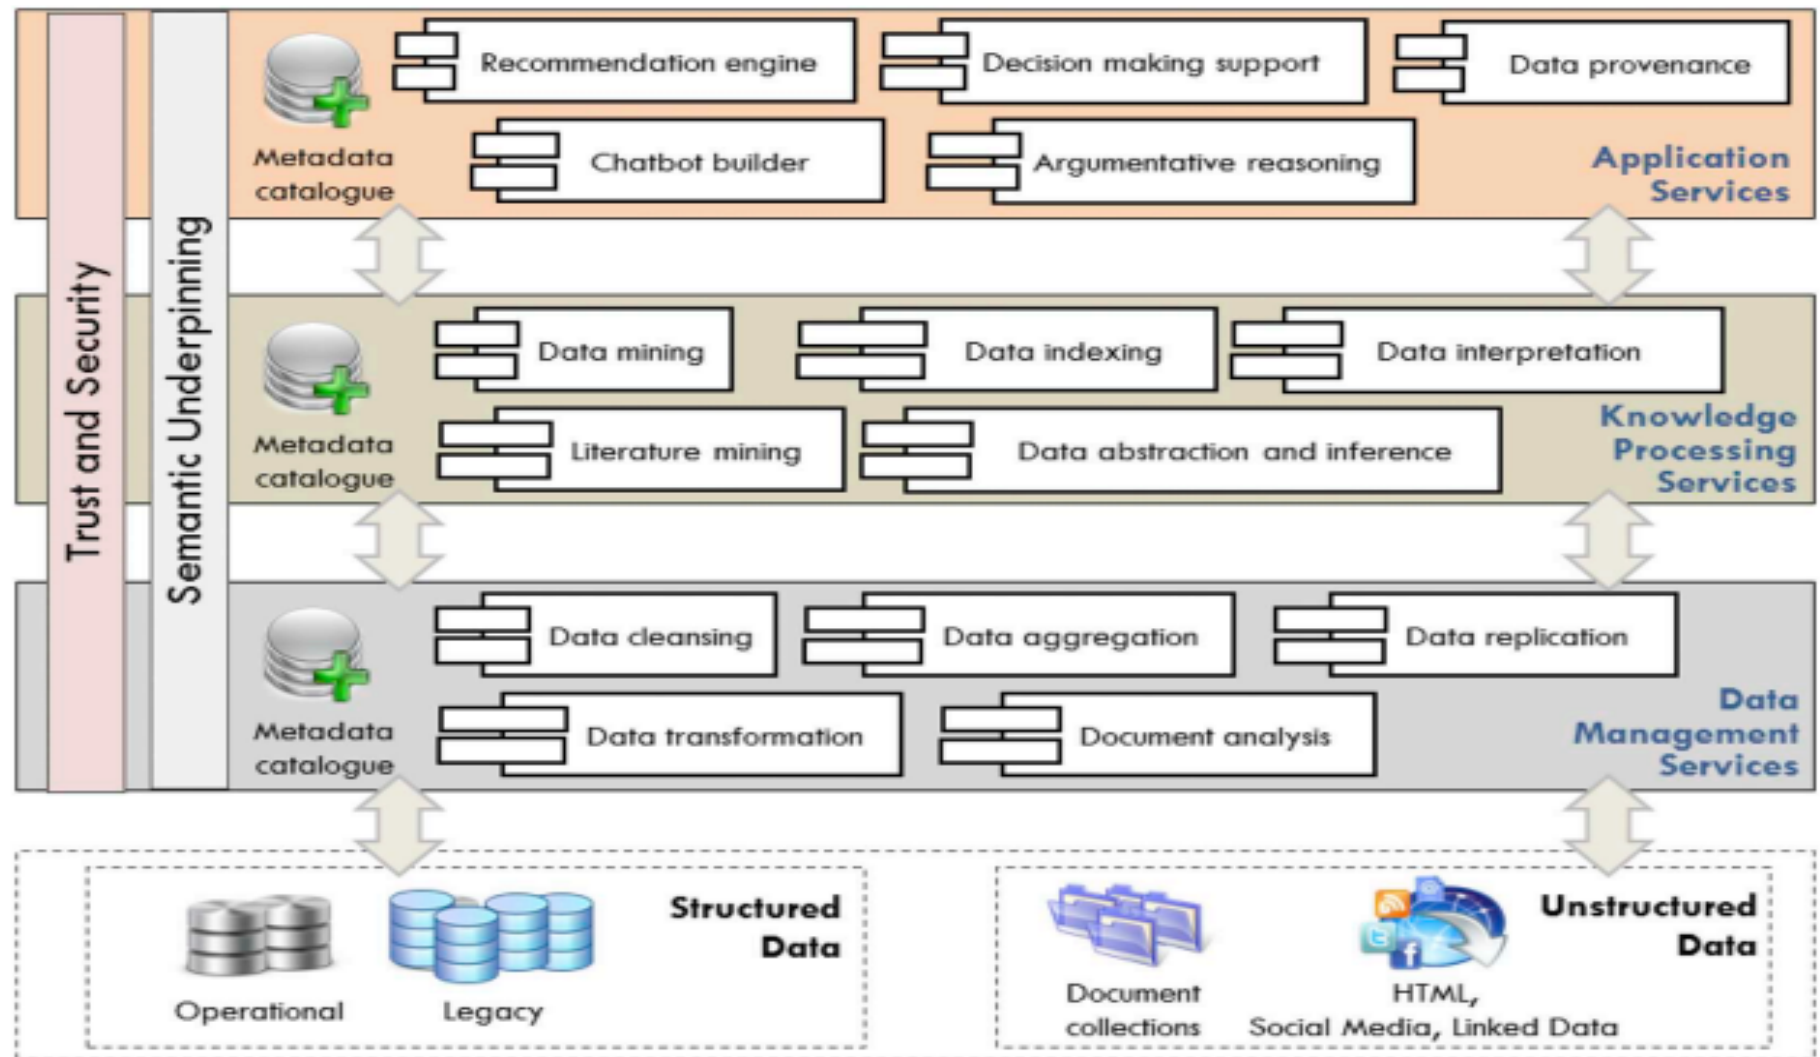 Trust and Security
Semantic Underpinning
Metadata
catalogue
Recommendation engine
Decision making support
Data provenance
Chatbot builder
Argumentative reasoning
Application
Services
Metadata
catalogue
Data mining
Data indexing
Data interpretation
Literature mining
Data abstraction and inference
Knowledge
Processing
Services
Metadata
catalogue
Data cleansing
Data aggregation
Data replication
Data transformation
Document analysis
Data
Management
Services
Structured
Data
Operational
Legacy
Unstructured
Data
Document
collections
HTML,
Social Media, Linked Data